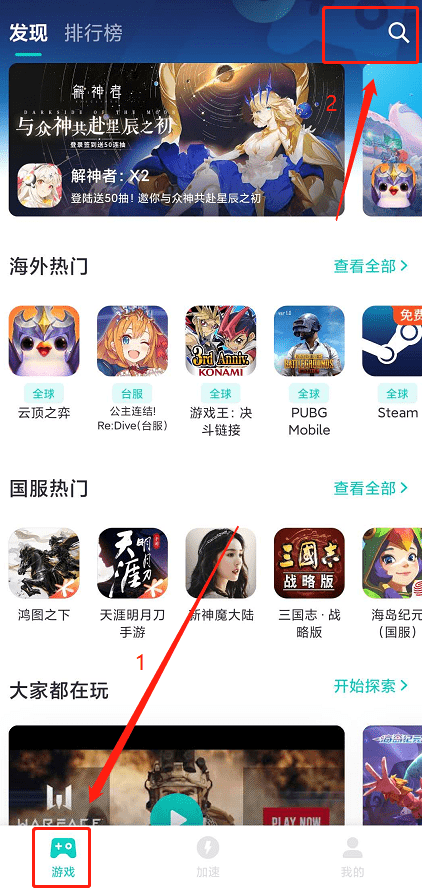 发现 排行榜
解神者
DARKSIDE OF THE MOON
与众神共赴星辰之初
登录签到送50连抽
2
解神者：X2
登陆送50抽！邀你与众神共赴星辰之初
海外热门
查看全部 >
3rd Anniv.
KONAMI
ver 1.0
BATTLEGROUNDS
免费
全球
台服
全球
全球
全球
云顶之弈
公主连结！
Re:Dive(台服)
游戏王：决
斗链接
PUBG
Mobile
Steam
国服热门
查看全部 >
天涯
明月刀
三國志
战略版
鸿图之下
天涯明月刀
手游
新神魔大陆
三国志·战
略版
海岛纪元
（国服）
1
大家都在玩
开始探索 >
WARFACE
PLAY NOW
游戏
加速
我的